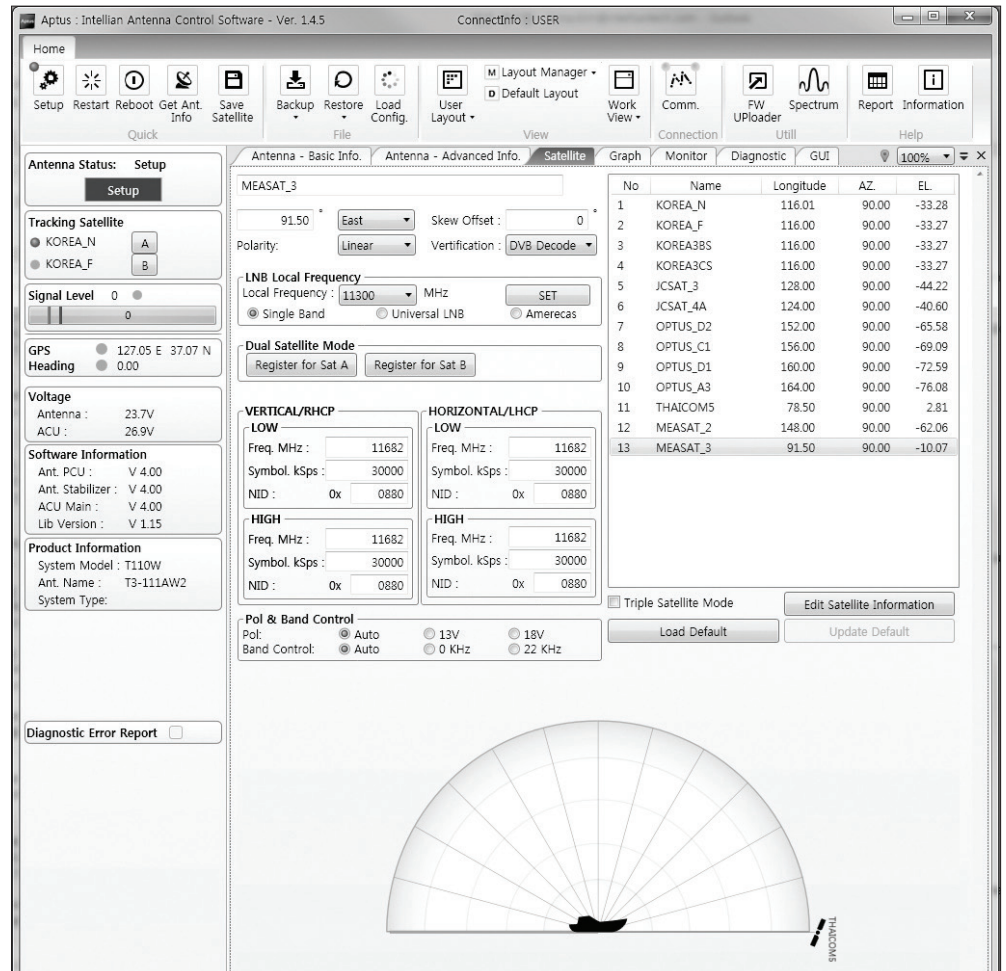 Aptus : Intellian Antenna Control Software - Ver. 1.4.5 ConnectInfo : USER
Home
Setup Restart Reboot Get Ant. Info Save Satellite Backup Restore Load Config. User Layout M Layout Manager D Default Layout Work View Comm. FW UPloader Spectrum Report Information
Quick File View Connection Utill Help
Antenna Status: Setup
Setup
Tracking Satellite
KOREA_N A
KOREA_F B
Signal Level 0
0
GPS 127.05 E 37.07 N
Heading 0.00
Voltage
Antenna : 23.7V
ACU : 26.9V
Software Information
Ant. PCU : V 4.00
Ant. Stabilizer : V 4.00
ACU Main : V 4.00
Lib Version : V 1.15
Product Information
System Model : T110W
Ant. Name : T3-111AW2
System Type:
Diagnostic Error Report
Antenna - Basic Info. Antenna - Advanced Info. Satellite Graph Monitor Diagnostic GUI 100%
MEASAT_3
91.50 ° East Skew Offset : 0 °
Polarity: Linear Vertification : DVB Decode
LNB Local Frequency
Local Frequency : 11300 MHz SET
Single Band Universal LNB Amerecas
Dual Satellite Mode
Register for Sat A Register for Sat B
VERTICAL/RHCP
LOW
Freq. MHz : 11682
Symbol. kSps : 30000
NID : 0x 0880
HIGH
Freq. MHz : 11682
Symbol. kSps : 30000
NID : 0x 0880
HORIZONTAL/LHCP
LOW
Freq. MHz : 11682
Symbol. kSps : 30000
NID : 0x 0880
HIGH
Freq. MHz : 11682
Symbol. kSps : 30000
NID : 0x 0880
Pol & Band Control
Pol: Auto 13V 18V
Band Control: Auto 0 KHz 22 KHz
No Name Longitude AZ. EL.
1 KOREA_N 116.01 90.00 -33.28
2 KOREA_F 116.00 90.00 -33.27
3 KOREA3BS 116.00 90.00 -33.27
4 KOREA3CS 116.00 90.00 -33.27
5 JCSAT_3 128.00 90.00 -44.22
6 JCSAT_4A 124.00 90.00 -40.60
7 OPTUS_D2 152.00 90.00 -65.58
8 OPTUS_C1 156.00 90.00 -69.09
9 OPTUS_D1 160.00 90.00 -72.59
10 OPTUS_A3 164.00 90.00 -76.08
11 THAICOM5 78.50 90.00 2.81
12 MEASAT_2 148.00 90.00 -62.06
13 MEASAT_3 91.50 90.00 -10.07
Triple Satellite Mode Edit Satellite Information
Load Default Update Default
THAICOM5